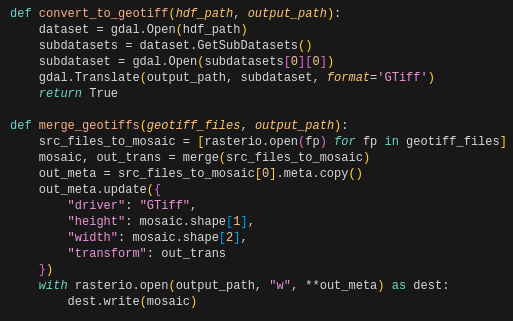 def convert_to_geotiff(hdf_path, output_path):
    dataset = gdal.Open(hdf_path)
    subdatasets = dataset.GetSubDatasets()
    subdataset = gdal.Open(subdatasets[0][0])
    gdal.Translate(output_path, subdataset, format='GTiff')
    return True

def merge_geotiffs(geotiff_files, output_path):
    src_files_to_mosaic = [rasterio.open(fp) for fp in geotiff_files]
    mosaic, out_trans = merge(src_files_to_mosaic)
    out_meta = src_files_to_mosaic[0].meta.copy()
    out_meta.update({
        "driver": "GTiff",
        "height": mosaic.shape[1],
        "width": mosaic.shape[2],
        "transform": out_trans
    })
    with rasterio.open(output_path, "w", **out_meta) as dest:
        dest.write(mosaic)